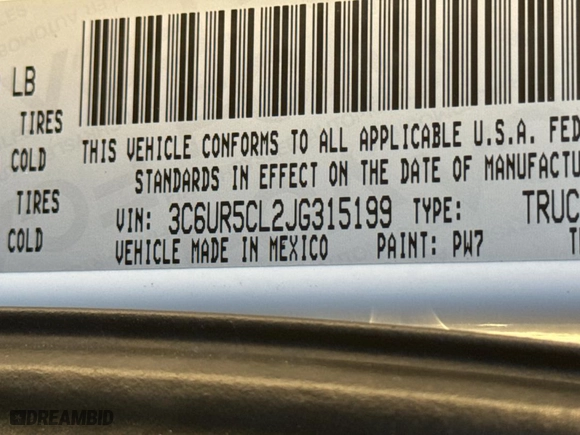 LB
TIRES
COLD
TIRES
COLD
THIS VEHICLE CONFORMS TO ALL APPLICABLE U.S.A. FED
STANDARDS IN EFFECT ON THE DATE OF MANUFACTU
VIN: 3C6UR5CL2JG315199 TYPE: TRUC
VEHICLE MADE IN MEXICO PAINT: PW7
DREAMBID